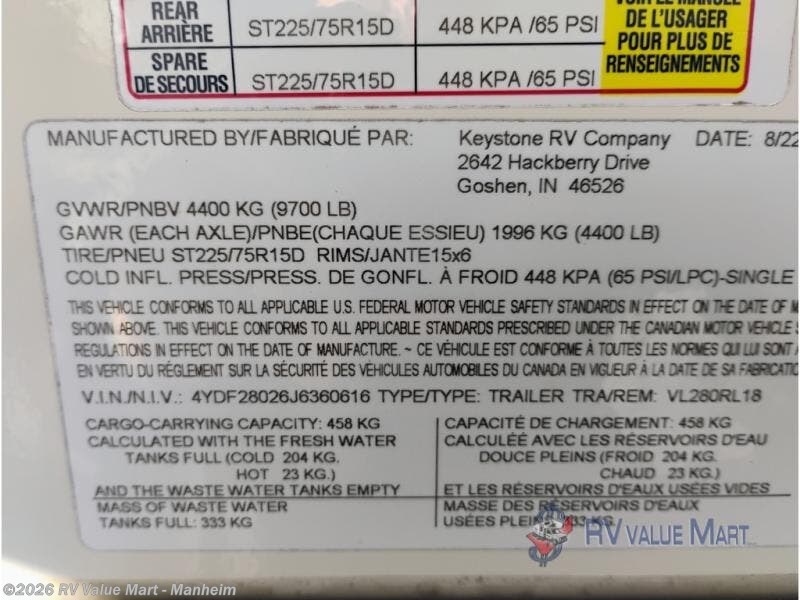 REAR
ARRIÈRE ST225/75R15D 448 KPA /65 PSI
SPARE
DE SECOURS ST225/75R15D 448 KPA /65 PSI
VOIR LE MANUEL
DE L'USAGER
POUR PLUS DE
RENSEIGNEMENTS
MANUFACTURED BY/FABRIQUÉ PAR: Keystone RV Company DATE: 8/22
2642 Hackberry Drive
Goshen, IN 46526
GVWR/PNBV 4400 KG (9700 LB)
GAWR (EACH AXLE)/PNBE(CHAQUE ESSIEU) 1996 KG (4400 LB)
TIRE/PNEU ST225/75R15D RIMS/JANTE15x6
COLD INFL. PRESS/PRESS. DE GONFL. À FROID 448 KPA (65 PSI/LPC)-SINGLE
THIS VEHICLE CONFORMS TO ALL APPLICABLE U.S. FEDERAL MOTOR VEHICLE SAFETY STANDARDS IN EFFECT ON THE DATE OF
SHOWN ABOVE. THIS VEHICLE CONFORMS TO ALL APPLICABLE STANDARDS PRESCRIBED UNDER THE CANADIAN MOTOR VEHICLE
REGULATIONS IN EFFECT ON THE DATE OF MANUFACTURE. ~ CE VÉHICULE EST CONFORME À TOUTES LES NORMES QUI LUI SONT
EN VERTU DU RÉGLEMENT SUR LA SÉCURITÉ DES VÉHICULES AUTOMOBILES DU CANADA EN VIGUEUR À LA DATE DE SA FABRICATIO
V.I.N./N.I.V.: 4YDF28026J6360616 TYPE/TYPE: TRAILER TRA/REM: VL280RL18
CARGO-CARRYING CAPACITY: 458 KG
CALCULATED WITH THE FRESH WATER
TANKS FULL (COLD 204 KG.
HOT 23 KG.)
AND THE WASTE WATER TANKS EMPTY
MASS OF WASTE WATER
TANKS FULL: 333 KG
CAPACITÉ DE CHARGEMENT: 458 KG
CALCULÉE AVEC LES RÉSERVOIRS D'EAU
DOUCE PLEINS (FROID 204 KG.
CHAUD 23 KG.)
ET LES RÉSERVOIRS D'EAUX USÉES VIDES
MASSE DES RÉSERVOIRS D'EAUX
USÉES KG
RV VALUE MART
©2026 RV Value Mart - Manheim